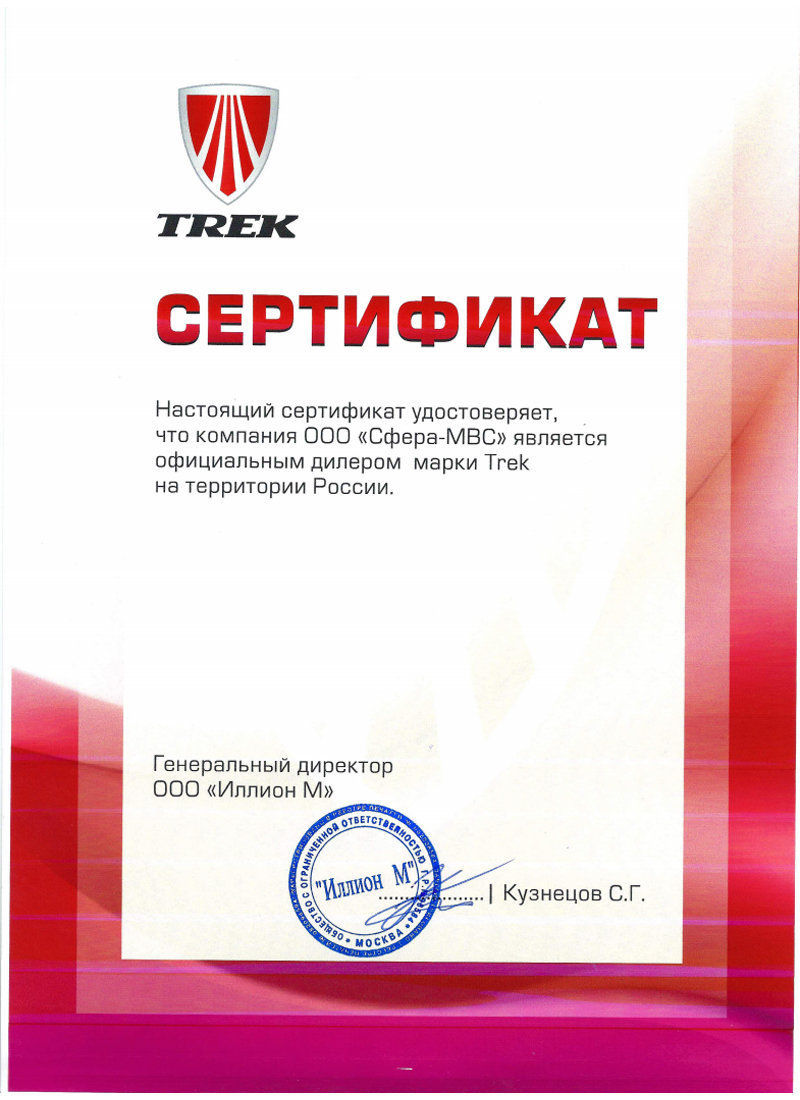 TREK
СЕРТИФИКАТ
Настоящий сертификат удостоверяет,
что компания ООО «Сфера-МВС» является
официальным дилером марки Trek
на территории России.
Генеральный директор
ООО «Иллион М»
ОБЩЕСТВО С ОГРАНИЧЕННОЙ ОТВЕТСТВЕННОСТЬЮ
"Иллион М"
МОСКВА
....................| Кузнецов С.Г.